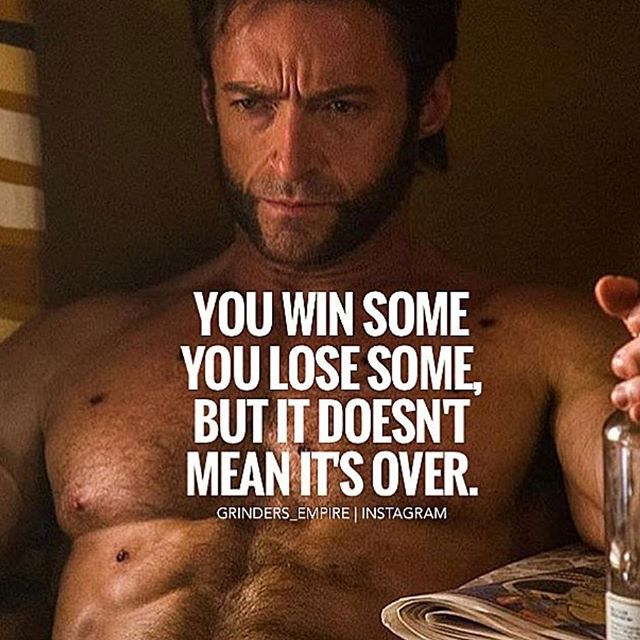 YOU WIN SOME
YOU LOSE SOME,
BUT IT DOESN'T
MEAN IT'S OVER.
GRINDERS_EMPIRE | INSTAGRAM